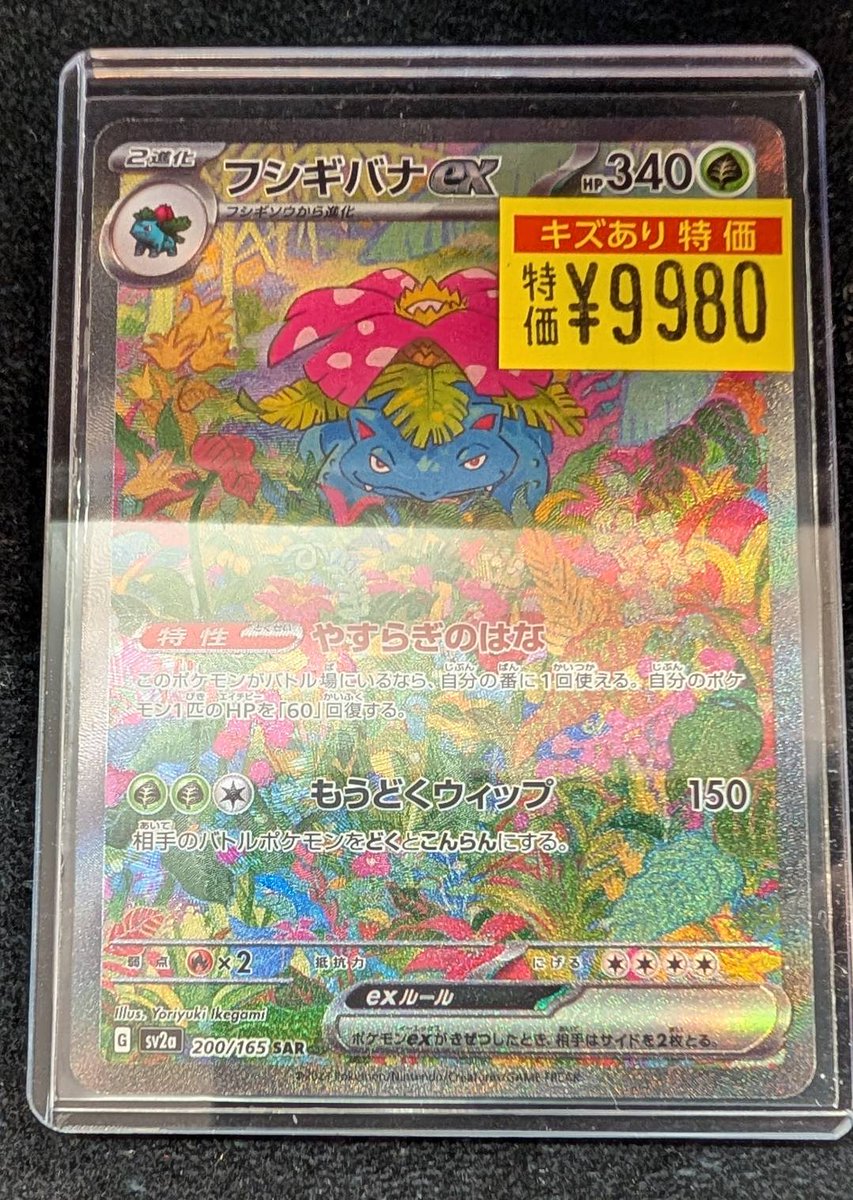 2進化
フシギバナex
HP340
フシギソウから進化
キズあり 特価
特価 ¥9980
特性 とくせい やすらぎのはな
このポケモンがバトル場にいるなら、自分の番に1回使える。自分のポケ
モン1匹のHPを「60」回復する。
もうどくウィップ 150
相手のバトルポケモンをどくとこんらんにする。
弱点 ×2 抵抗力 にげる
exルール
ポケモンexがきぜつしたとき、相手はサイドを2枚とる。
Illus. Yoriyuki Ikegami
G sv2a 200/165 SAR